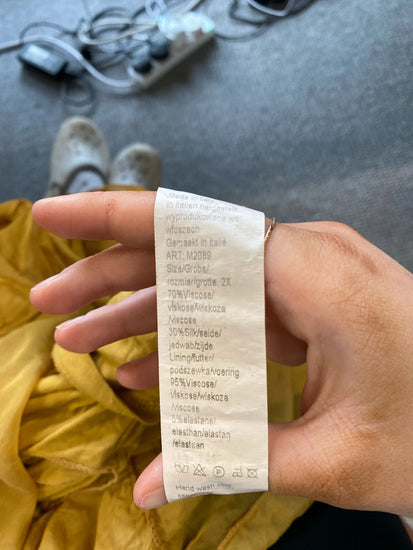 Made in Italy
in Italien hergestellt
wyprodukowane we
włoszech
Gemaakt in Italië
ART: M2089
Size/Größe/
rozmiar/grotte 2X
70%Viscose/
viskose/wiskoza
/viscose
30%Silk/seide/
jedwab/zijde
Lining/futter/
podszewka/voering
95%Viscose/
viskose/wiskoza
/viscose
5%elastane/
elasthan/elastan
/elastaan
P
Hand wash cold,